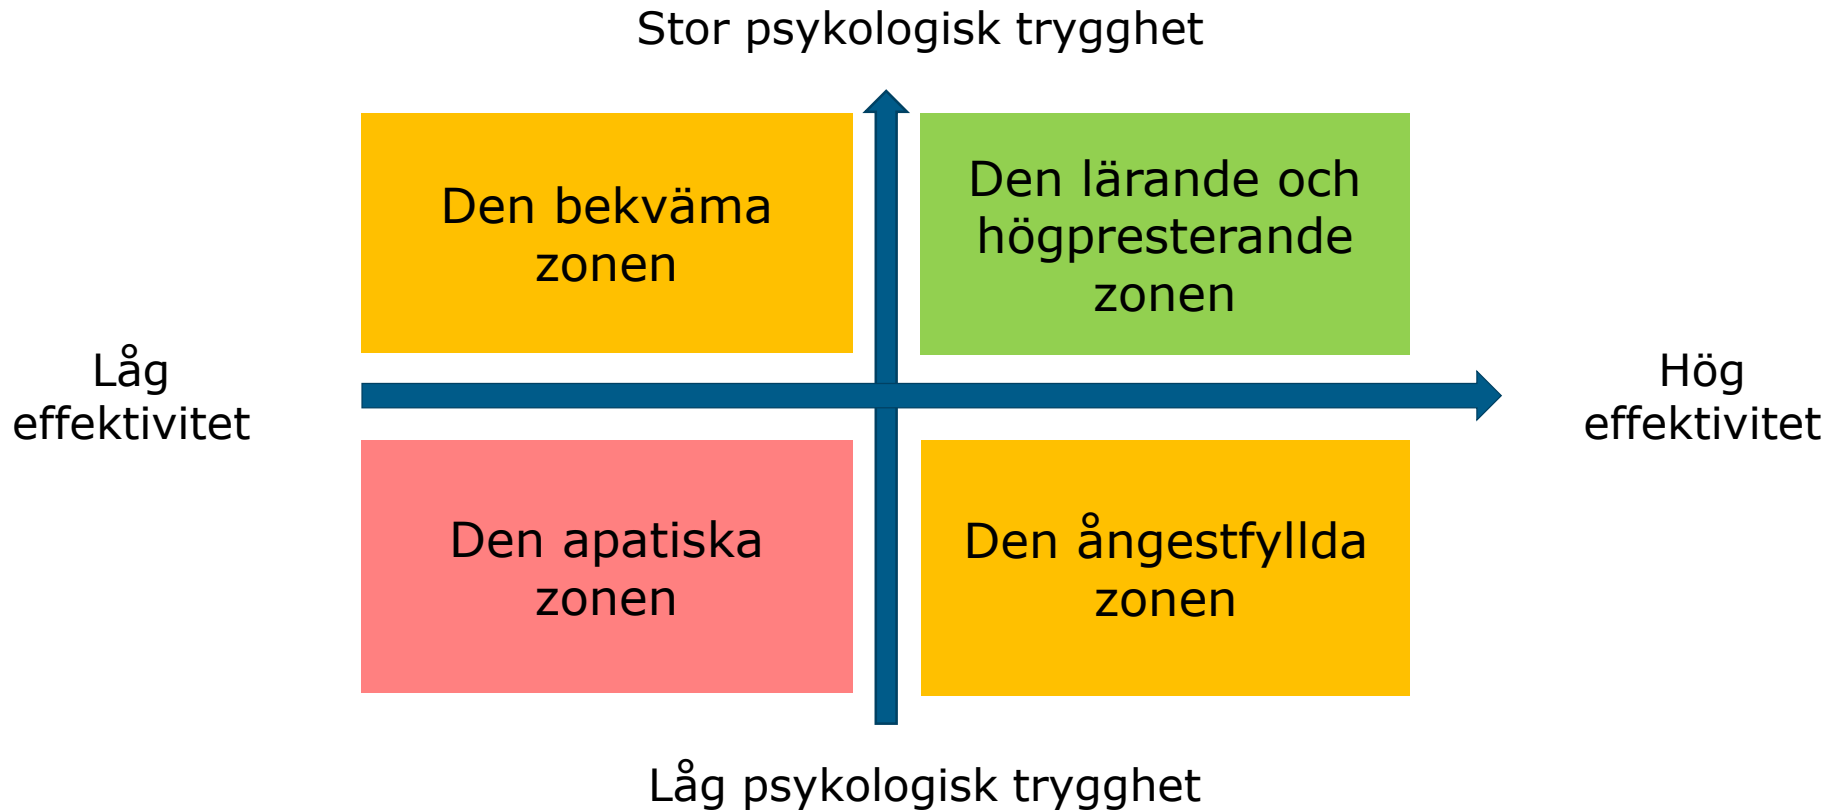 Stor psykologisk trygghet
Den bekväma
zonen
Den lärande och
högpresterande
zonen
Låg
effektivitet
Hög
effektivitet
Den apatiska
zonen
Den ångestfyllda
zonen
Låg psykologisk trygghet